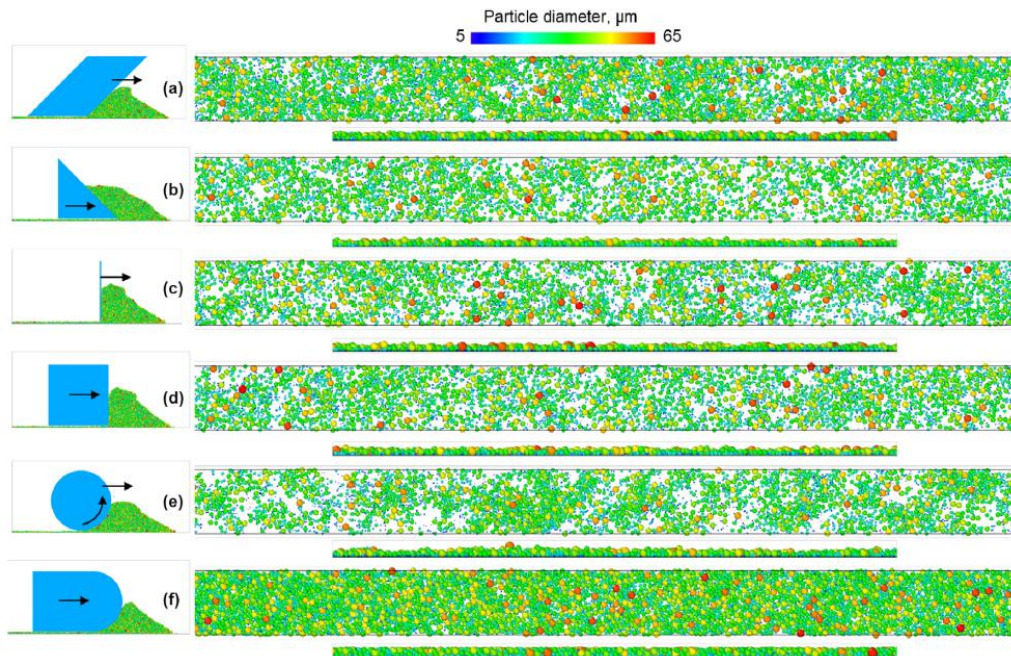 Particle diameter, µm
5 65
(a)
(b)
(c)
(d)
(e)
(f)